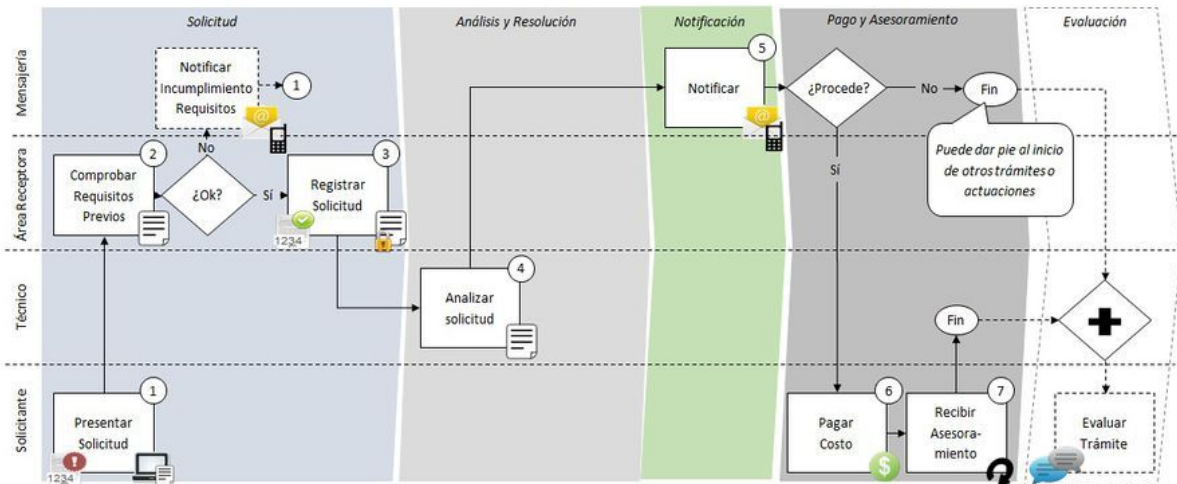 Solicitud
Análisis y Resolución
Notificación
Pago y Asesoramiento
Evaluación
Mensajería
Notificar
Incumplimiento
Requisitos
1
@
No
5
Notificar
@
¿Procede?
No
Fin
Sí
Puede dar pie al inicio
de otros trámites o
actuaciones
Área Receptora
2
Comprobar
Requisitos
Previos
¿Ok?
Sí
3
Registrar
Solicitud
1234
Técnico
4
Analizar
solicitud
Fin
Solicitante
1
Presentar
Solicitud
1234
6
Pagar
Costo
$
7
Recibir
Asesora-
miento
Evaluar
Trámite